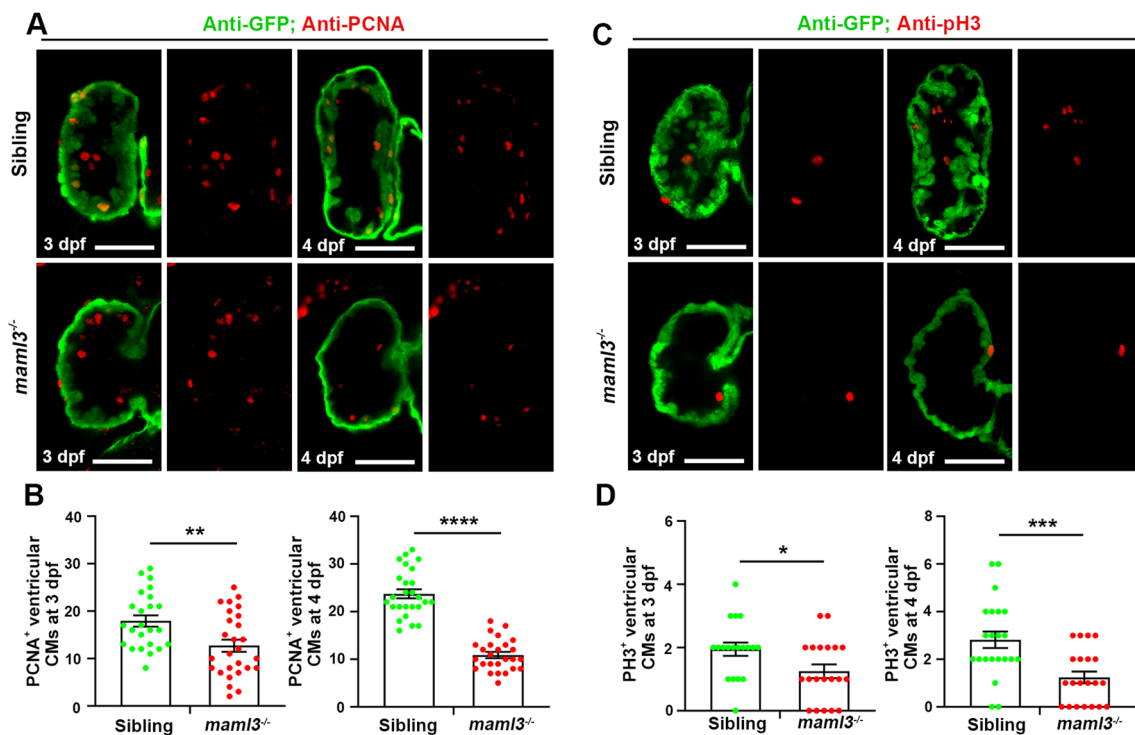 A
Anti-GFP; Anti-PCNA
Sibling
3 dpf
4 dpf
maml3-/-
3 dpf
4 dpf
C
Anti-GFP; Anti-pH3
Sibling
3 dpf
4 dpf
maml3-/-
3 dpf
4 dpf
B
PCNA+ ventricular
CMs at 3 dpf
40
30
20
10
0
**
Sibling
maml3-/-
PCNA+ ventricular
CMs at 4 dpf
40
30
20
10
0
****
Sibling
maml3-/-
D
PH3+ ventricular
CMs at 3 dpf
6
4
2
0
*
Sibling
maml3-/-
PH3+ ventricular
CMs at 4 dpf
8
6
4
2
0
***
Sibling
maml3-/-